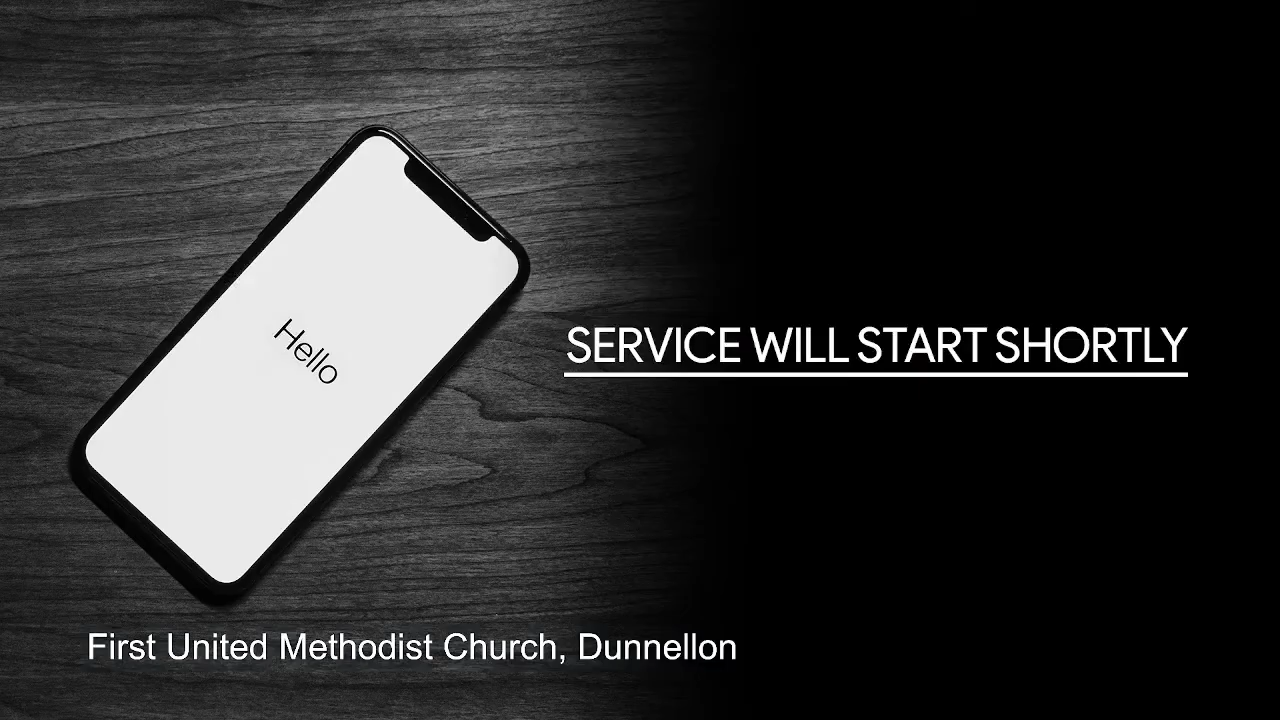 Hello
SERVICE WILL START SHORTLY
First United Methodist Church, Dunnellon